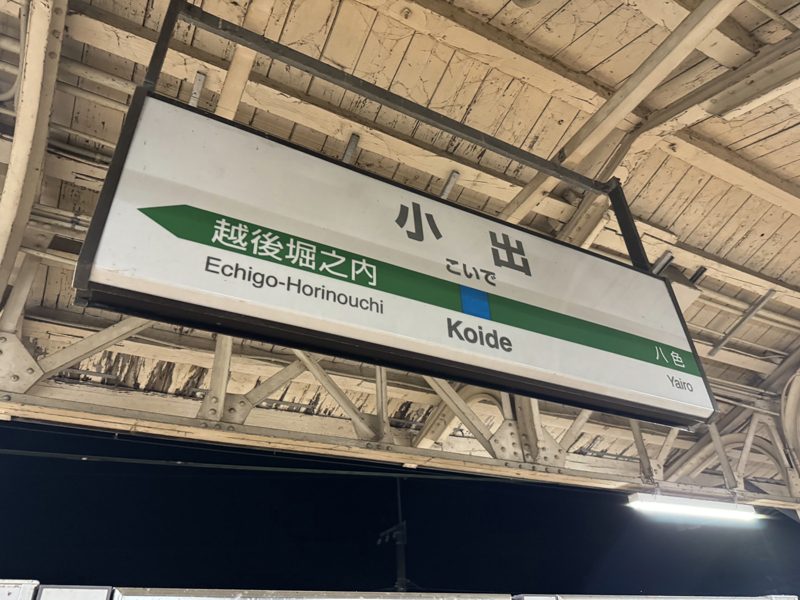 小出
こいで
越後堀之内
Echigo-Horinouchi
Koide
八色
Yairo